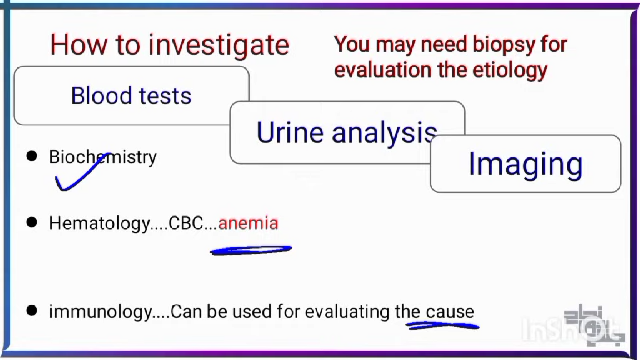 How to investigate
You may need biopsy for
evaluation the etiology
Blood tests
Urine analysis
Imaging
Biochemistry
Hematology....CBC...anemia
immunology....Can be used for evaluating the cause
InShOt